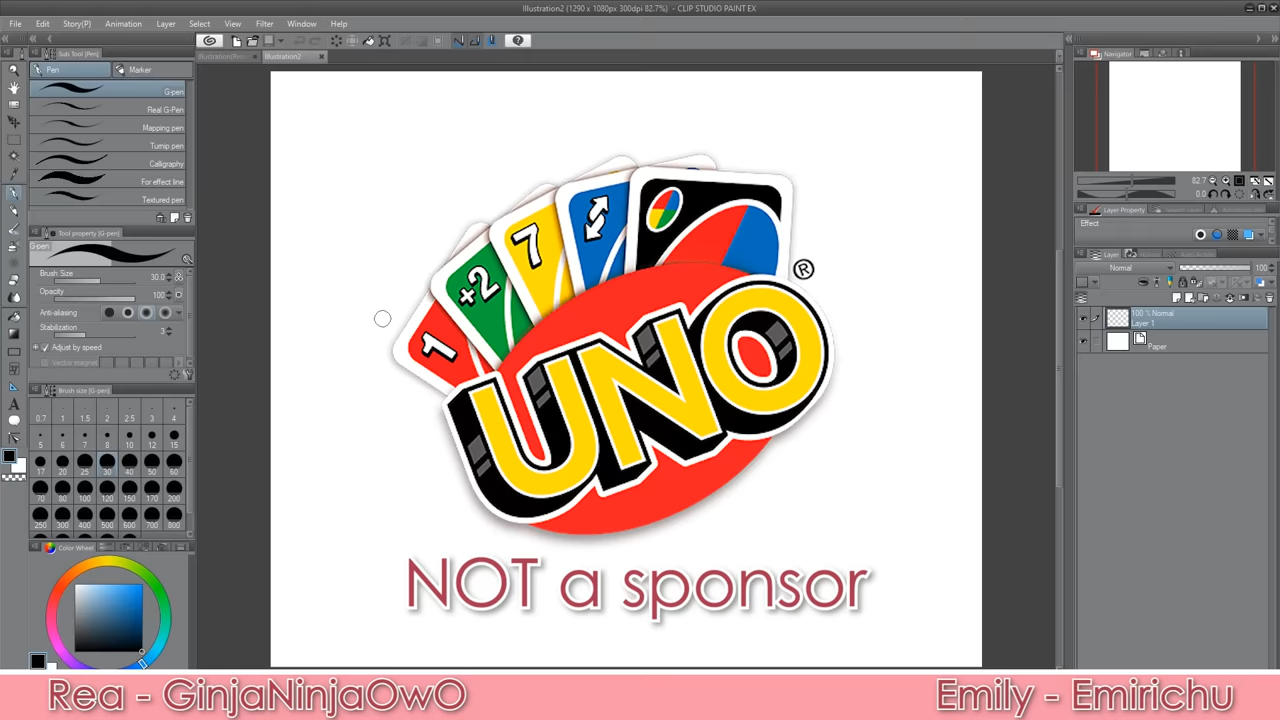 Illustration2 (1290 x 1080px 300dpi 82.7%) - CLIP STUDIO PAINT EX
File Edit Story(P) Animation Layer Select View Filter Window Help
Sub Tool [Pen]
Navigator
Illustration2
Pen Marker
G-pen
Real G-Pen
Mapping pen
Turnip pen
Calligraphy
For effect line
Textured pen
Tool property [G-pen]
G-pen
Brush Size 30.0
Opacity 100
Anti-aliasing
Stabilization 3
Adjust by speed
Vector magnet
Brush size [G-pen]
0.7 1 1.5 2 2.5 3 4
5 6 7 8 10 12 15
17 20 25 30 40 50 60
70 80 100 120 150 170 200
250 300 400 500 600 700 800
Color Wheel
82.7
0.0
Layer Property
Effect
Layer
Normal 100
100 % Normal
Layer 1
Paper
1 +2 7
®
UNO
NOT a sponsor
Rea - GinjaNinjaOwO
Emily - Emirichu